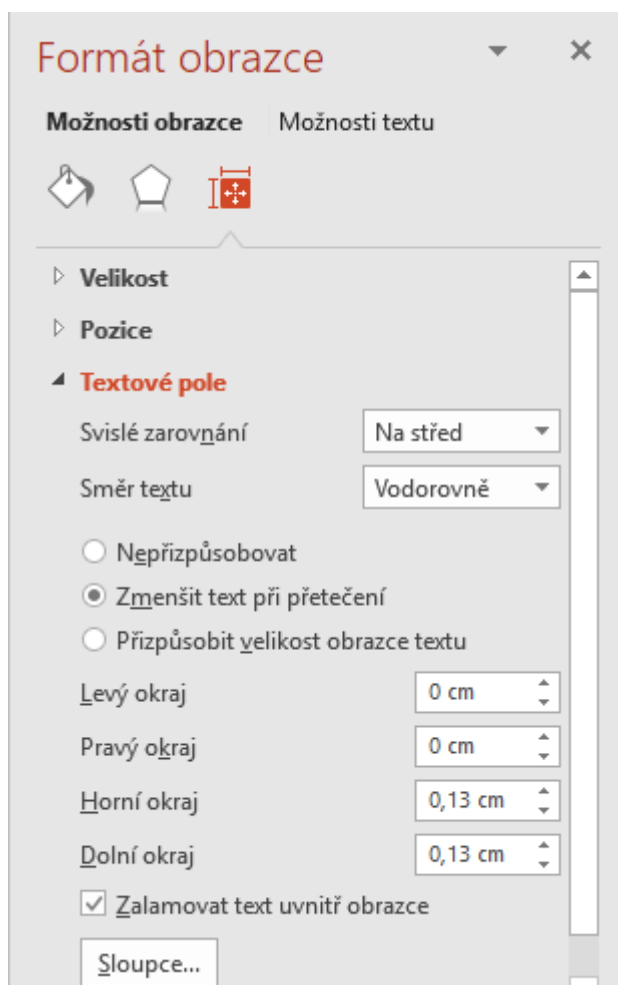 Formát obrazce
Možnosti obrazce Možnosti textu
Velikost
Pozice
Textové pole
Svislé zarovnání Na střed
Směr textu Vodorovně
Nepřizpůsobovat
Zmenšit text při přetečení
Přizpůsobit velikost obrazce textu
Levý okraj 0 cm
Pravý okraj 0 cm
Horní okraj 0,13 cm
Dolní okraj 0,13 cm
Zalamovat text uvnitř obrazce
Sloupce...